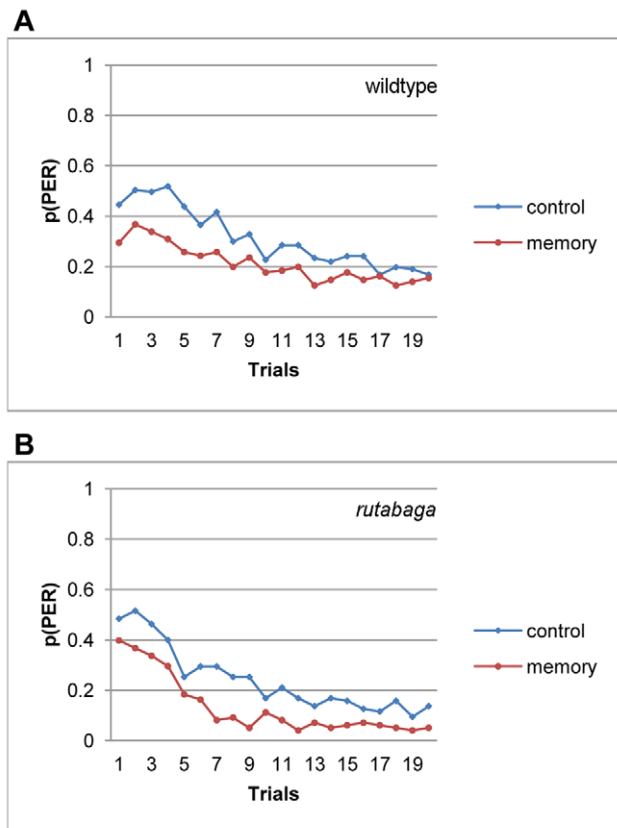 A
wildtype
1
0.8
0.6
0.4
0.2
0
p(PER)
1 3 5 7 9 11 13 15 17 19
Trials
control
memory
B
rutabaga
1
0.8
0.6
0.4
0.2
0
p(PER)
1 3 5 7 9 11 13 15 17 19
Trials
control
memory